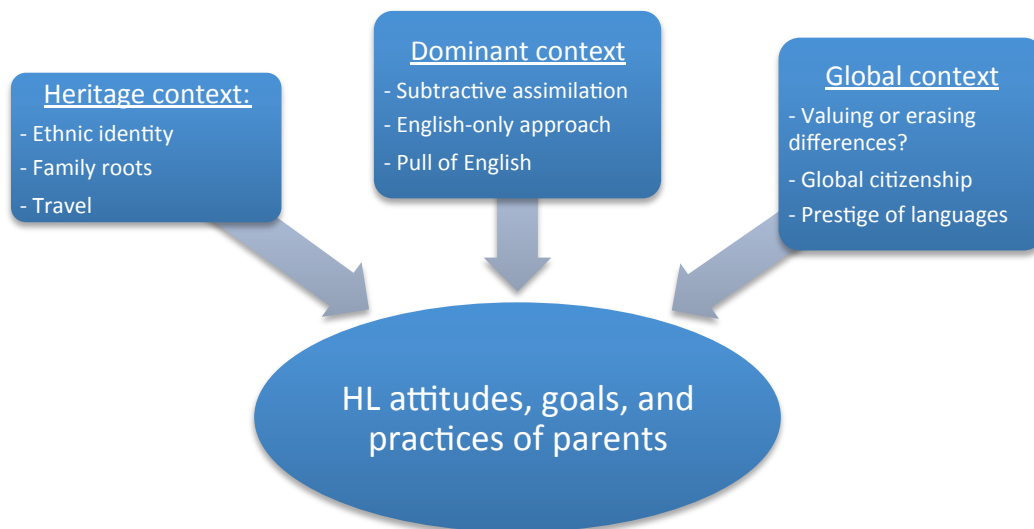 Heritage context:
- Ethnic identity
- Family roots
- Travel
Dominant context
- Subtractive assimilation
- English-only approach
- Pull of English
Global context
- Valuing or erasing
differences?
- Global citizenship
- Prestige of languages
HL attitudes, goals, and
practices of parents